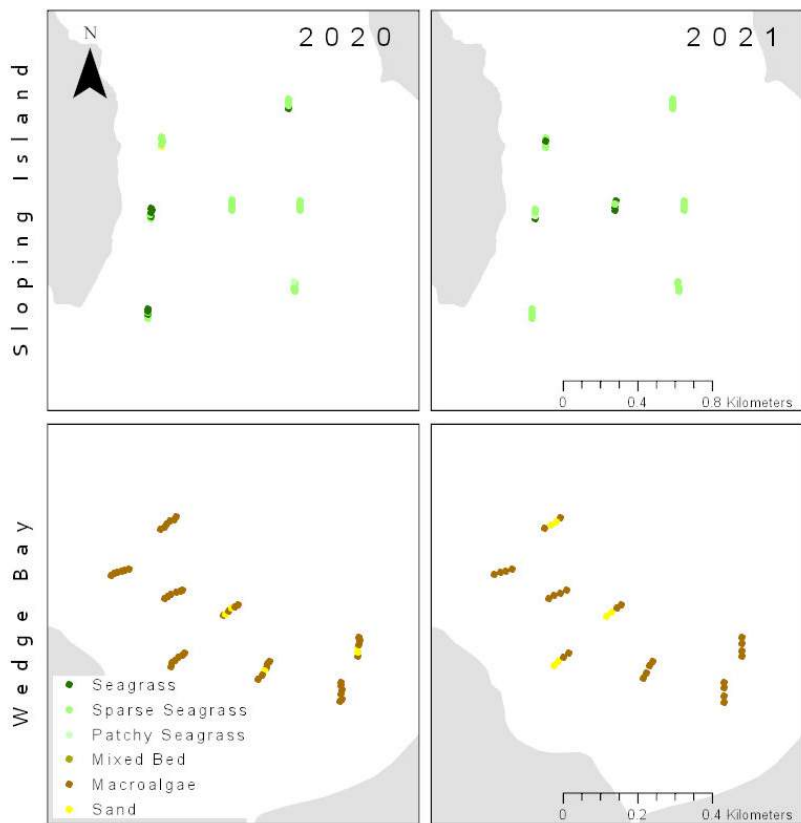 N
2020
2021
Sloping Island
0 0.4 0.8 Kilometers
Wedge Bay
Seagrass
Sparse Seagrass
Patchy Seagrass
Mixed Bed
Macroalgae
Sand
0 0.2 0.4 Kilometers